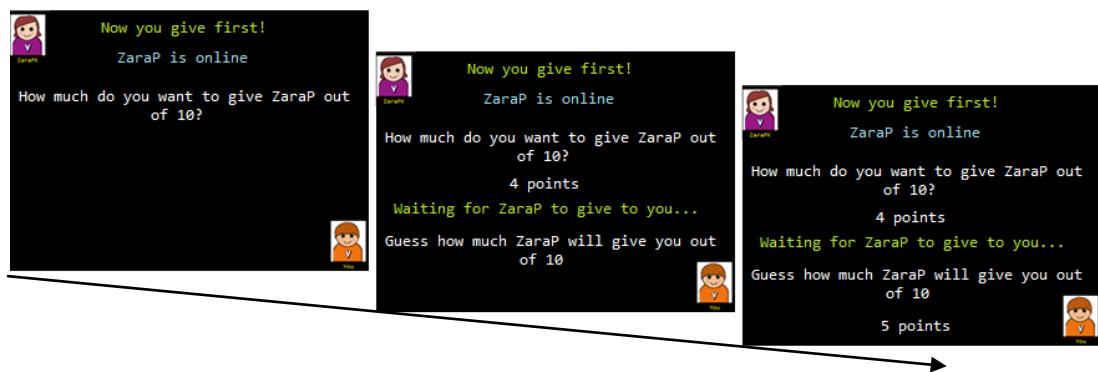 Now you give first!
ZaraP is online
ZaraPK
How much do you want to give ZaraP out
of 10?
You
Now you give first!
ZaraP is online
ZaraPK
How much do you want to give ZaraP out
of 10?
4 points
Waiting for ZaraP to give to you...
Guess how much ZaraP will give you out
of 10
You
Now you give first!
ZaraP is online
ZaraPK
How much do you want to give ZaraP out
of 10?
4 points
Waiting for ZaraP to give to you...
Guess how much ZaraP will give you out
of 10
5 points
You